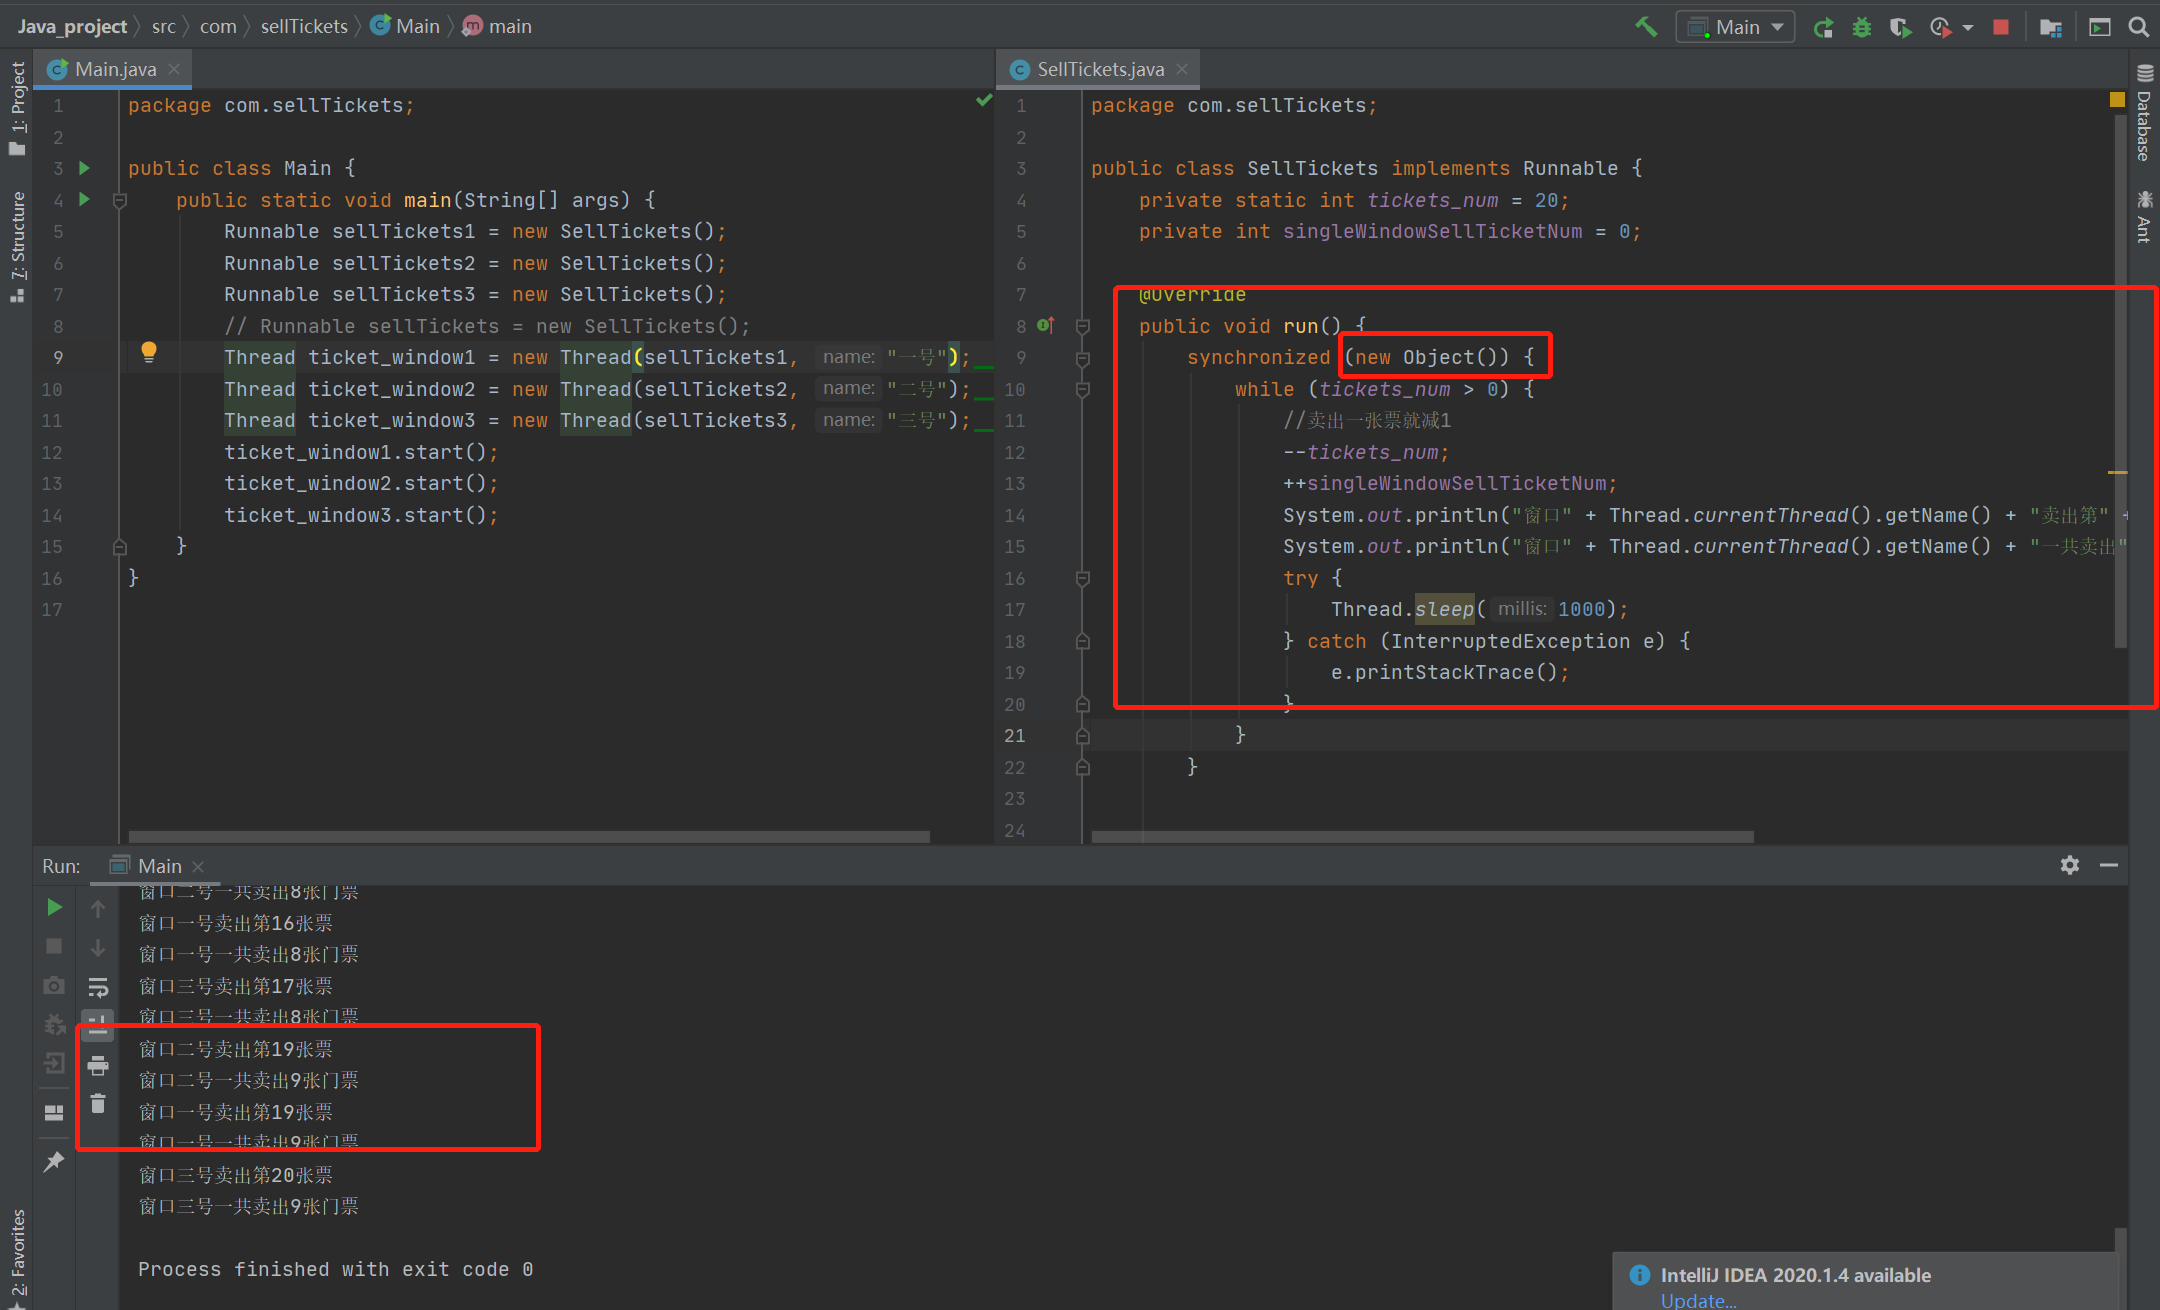 Java_project src com sellTickets Main main
Main
1: Project
7: Structure
2: Favorites
Database
Ant
Main.java
1 package com.sellTickets;
2
3 public class Main {
4 public static void main(String[] args) {
5 Runnable sellTickets1 = new SellTickets();
6 Runnable sellTickets2 = new SellTickets();
7 Runnable sellTickets3 = new SellTickets();
8 // Runnable sellTickets = new SellTickets();
9 Thread ticket_window1 = new Thread(sellTickets1, name: "一号");
10 Thread ticket_window2 = new Thread(sellTickets2, name: "二号");
11 Thread ticket_window3 = new Thread(sellTickets3, name: "三号");
12 ticket_window1.start();
13 ticket_window2.start();
14 ticket_window3.start();
15 }
16 }
17
SellTickets.java
1 package com.sellTickets;
2
3 public class SellTickets implements Runnable {
4 private static int tickets_num = 20;
5 private int singleWindowSellTicketNum = 0;
6
7 @Override
8 public void run() {
9 synchronized (new Object()) {
10 while (tickets_num > 0) {
11 //卖出一张票就减1
12 --tickets_num;
13 ++singleWindowSellTicketNum;
14 System.out.println("窗口" + Thread.currentThread().getName() + "卖出第" +
15 System.out.println("窗口" + Thread.currentThread().getName() + "一共卖出"
16 try {
17 Thread.sleep( millis: 1000);
18 } catch (InterruptedException e) {
19 e.printStackTrace();
20 }
21 }
22 }
23
24
Run: Main
窗口二号一共卖出8张门票
窗口一号卖出第16张票
窗口一号一共卖出8张门票
窗口三号卖出第17张票
窗口三号一共卖出8张门票
窗口二号卖出第19张票
窗口二号一共卖出9张门票
窗口一号卖出第19张票
窗口一号一共卖出9张门票
窗口三号卖出第20张票
窗口三号一共卖出9张门票
Process finished with exit code 0
IntelliJ IDEA 2020.1.4 available
Update...